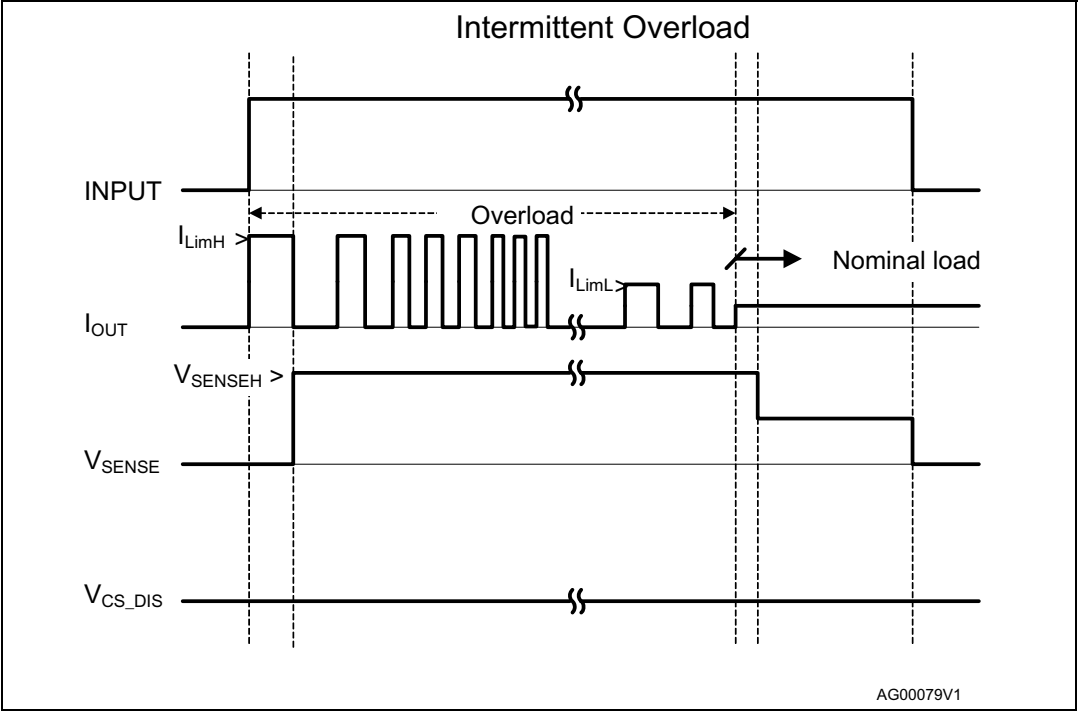 Intermittent Overload
INPUT
Overload
I_LimH >
Nominal load
I_LimL >
I_OUT
V_SENSEH >
V_SENSE
V_CS_DIS
AG00079V1